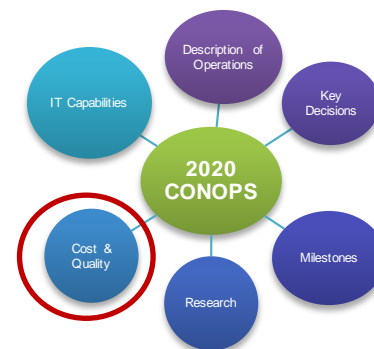 Description of
Operations
IT Capabilities
Key
Decisions
2020
CONOPS
Cost &
Quality
Milestones
Research